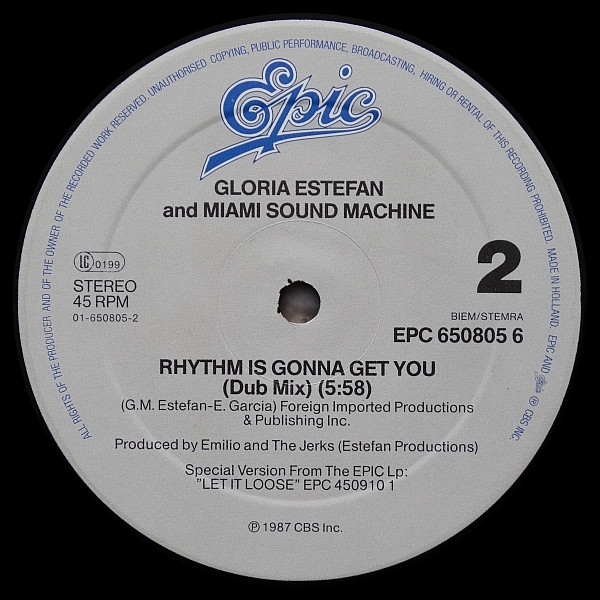 ALL RIGHTS OF THE PRODUCER AND OF THE OWNER OF THE RECORDED WORK RESERVED. UNAUTHORISED COPYING, PUBLIC PERFORMANCE, BROADCASTING, HIRING OR RENTAL OF THIS RECORDING PROHIBITED. MADE IN HOLLAND. EPIC AND Epic ℗ CBS INC.
Epic
GLORIA ESTEFAN
and MIAMI SOUND MACHINE
LC 0199
STEREO
45 RPM
01-650805-2
2
BIEM/STEMRA
EPC 650805 6
RHYTHM IS GONNA GET YOU
(Dub Mix) (5:58)
(G.M. Estefan-E. Garcia) Foreign Imported Productions
& Publishing Inc.
Produced by Emilio and The Jerks (Estefan Productions)
Special Version From The EPIC Lp:
”LET IT LOOSE” EPC 450910 1
℗ 1987 CBS Inc.